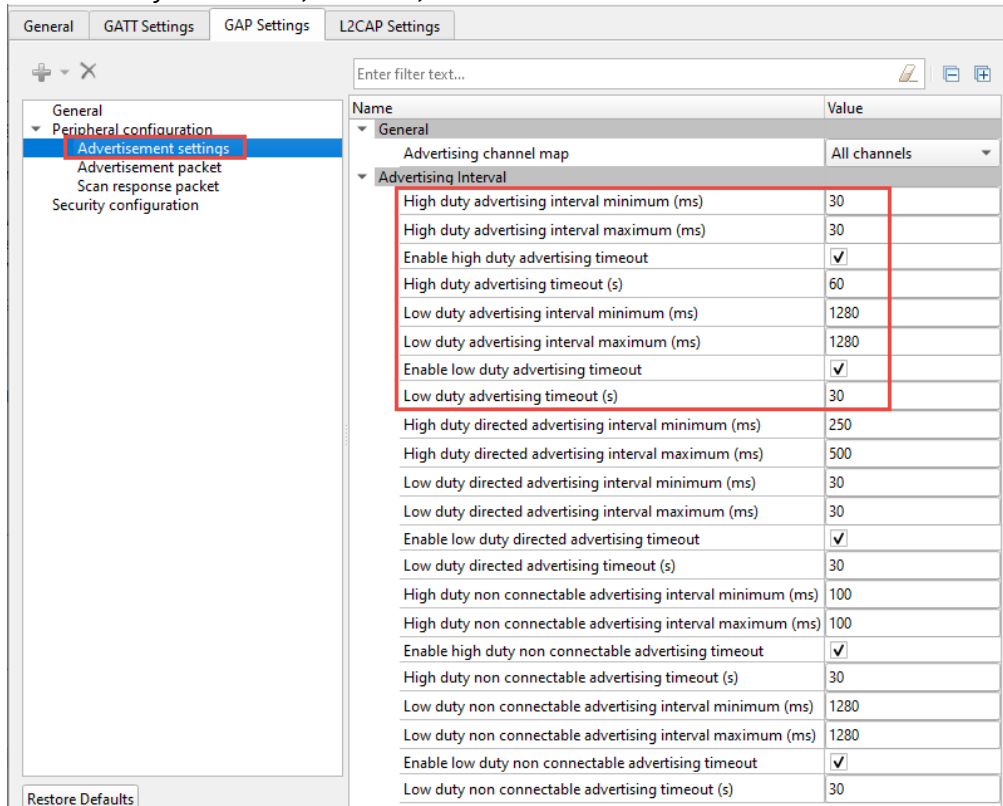 General GATT Settings GAP Settings L2CAP Settings
Enter filter text...
General
Peripheral configuration
Advertisement settings
Advertisement packet
Scan response packet
Security configuration
Name Value
General
Advertising channel map All channels
Advertising Interval
High duty advertising interval minimum (ms) 30
High duty advertising interval maximum (ms) 30
Enable high duty advertising timeout
High duty advertising timeout (s) 60
Low duty advertising interval minimum (ms) 1280
Low duty advertising interval maximum (ms) 1280
Enable low duty advertising timeout
Low duty advertising timeout (s) 30
High duty directed advertising interval minimum (ms) 250
High duty directed advertising interval maximum (ms) 500
Low duty directed advertising interval minimum (ms) 30
Low duty directed advertising interval maximum (ms) 30
Enable low duty directed advertising timeout
Low duty directed advertising timeout (s) 30
High duty non connectable advertising interval minimum (ms) 100
High duty non connectable advertising interval maximum (ms) 100
Enable high duty non connectable advertising timeout
High duty non connectable advertising timeout (s) 30
Low duty non connectable advertising interval minimum (ms) 1280
Low duty non connectable advertising interval maximum (ms) 1280
Enable low duty non connectable advertising timeout
Low duty non connectable advertising timeout (s) 30
Restore Defaults